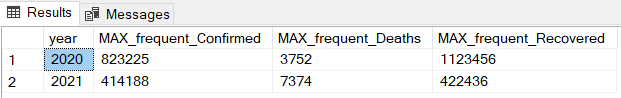 Results Messages
year MAX_frequent_Confirmed MAX_frequent_Deaths MAX_frequent_Recovered
1 2020 823225 3752 1123456
2 2021 414188 7374 422436